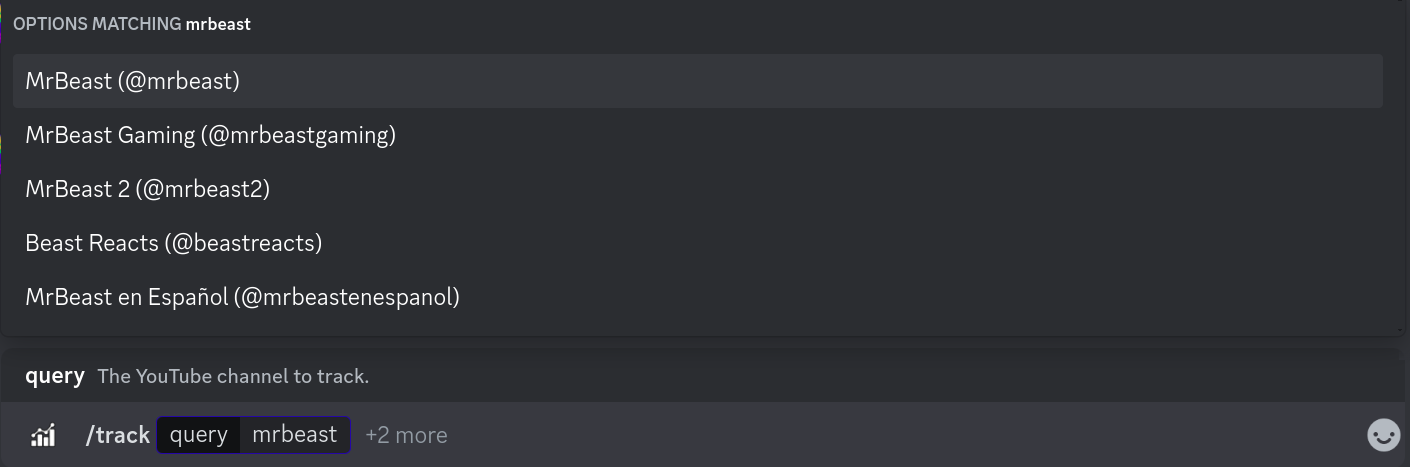 OPTIONS MATCHING mrbeast
MrBeast (@mrbeast)
MrBeast Gaming (@mrbeastgaming)
MrBeast 2 (@mrbeast2)
Beast Reacts (@beastreacts)
MrBeast en Español (@mrbeastenespanol)
query The YouTube channel to track.
/track query mrbeast +2 more